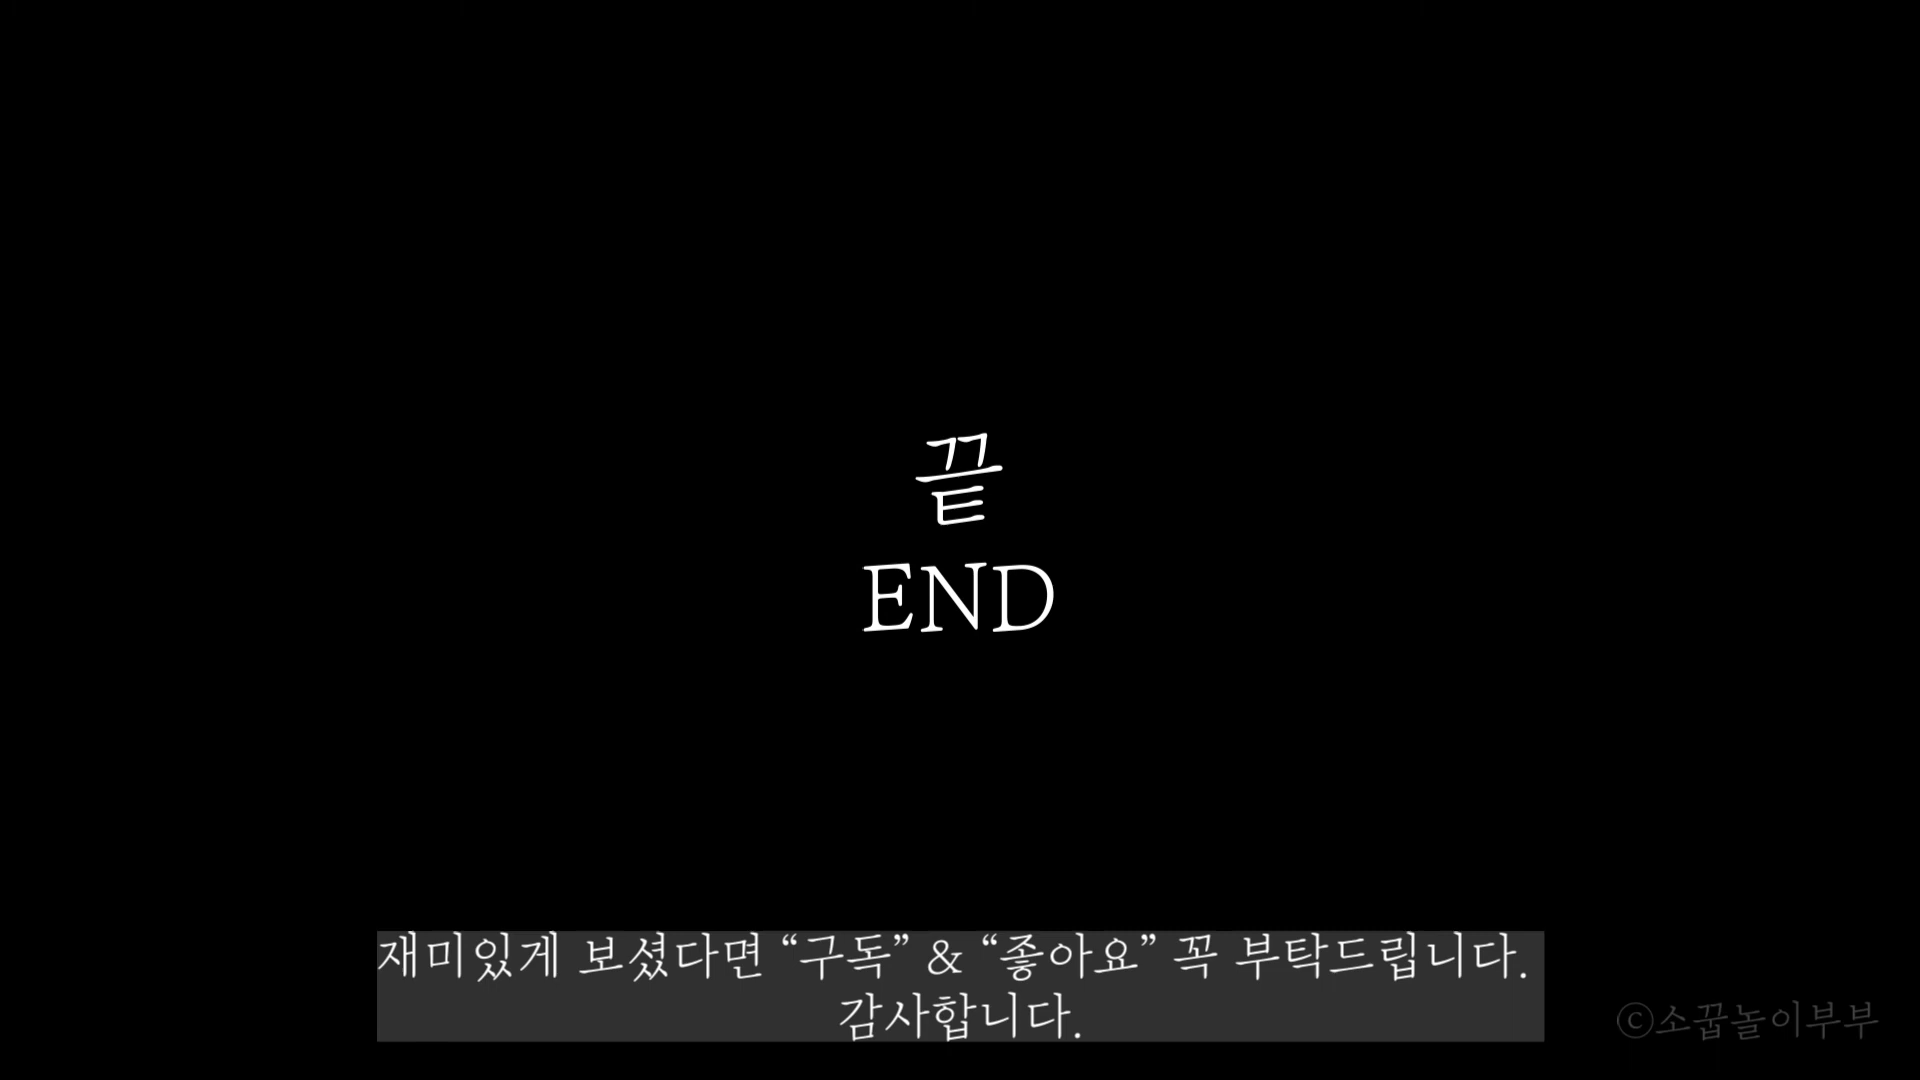 끝
END
재미있게 보셨다면 “구독” & “좋아요” 꼭 부탁드립니다.
감사합니다.
ⓒ소꿉놀이부부